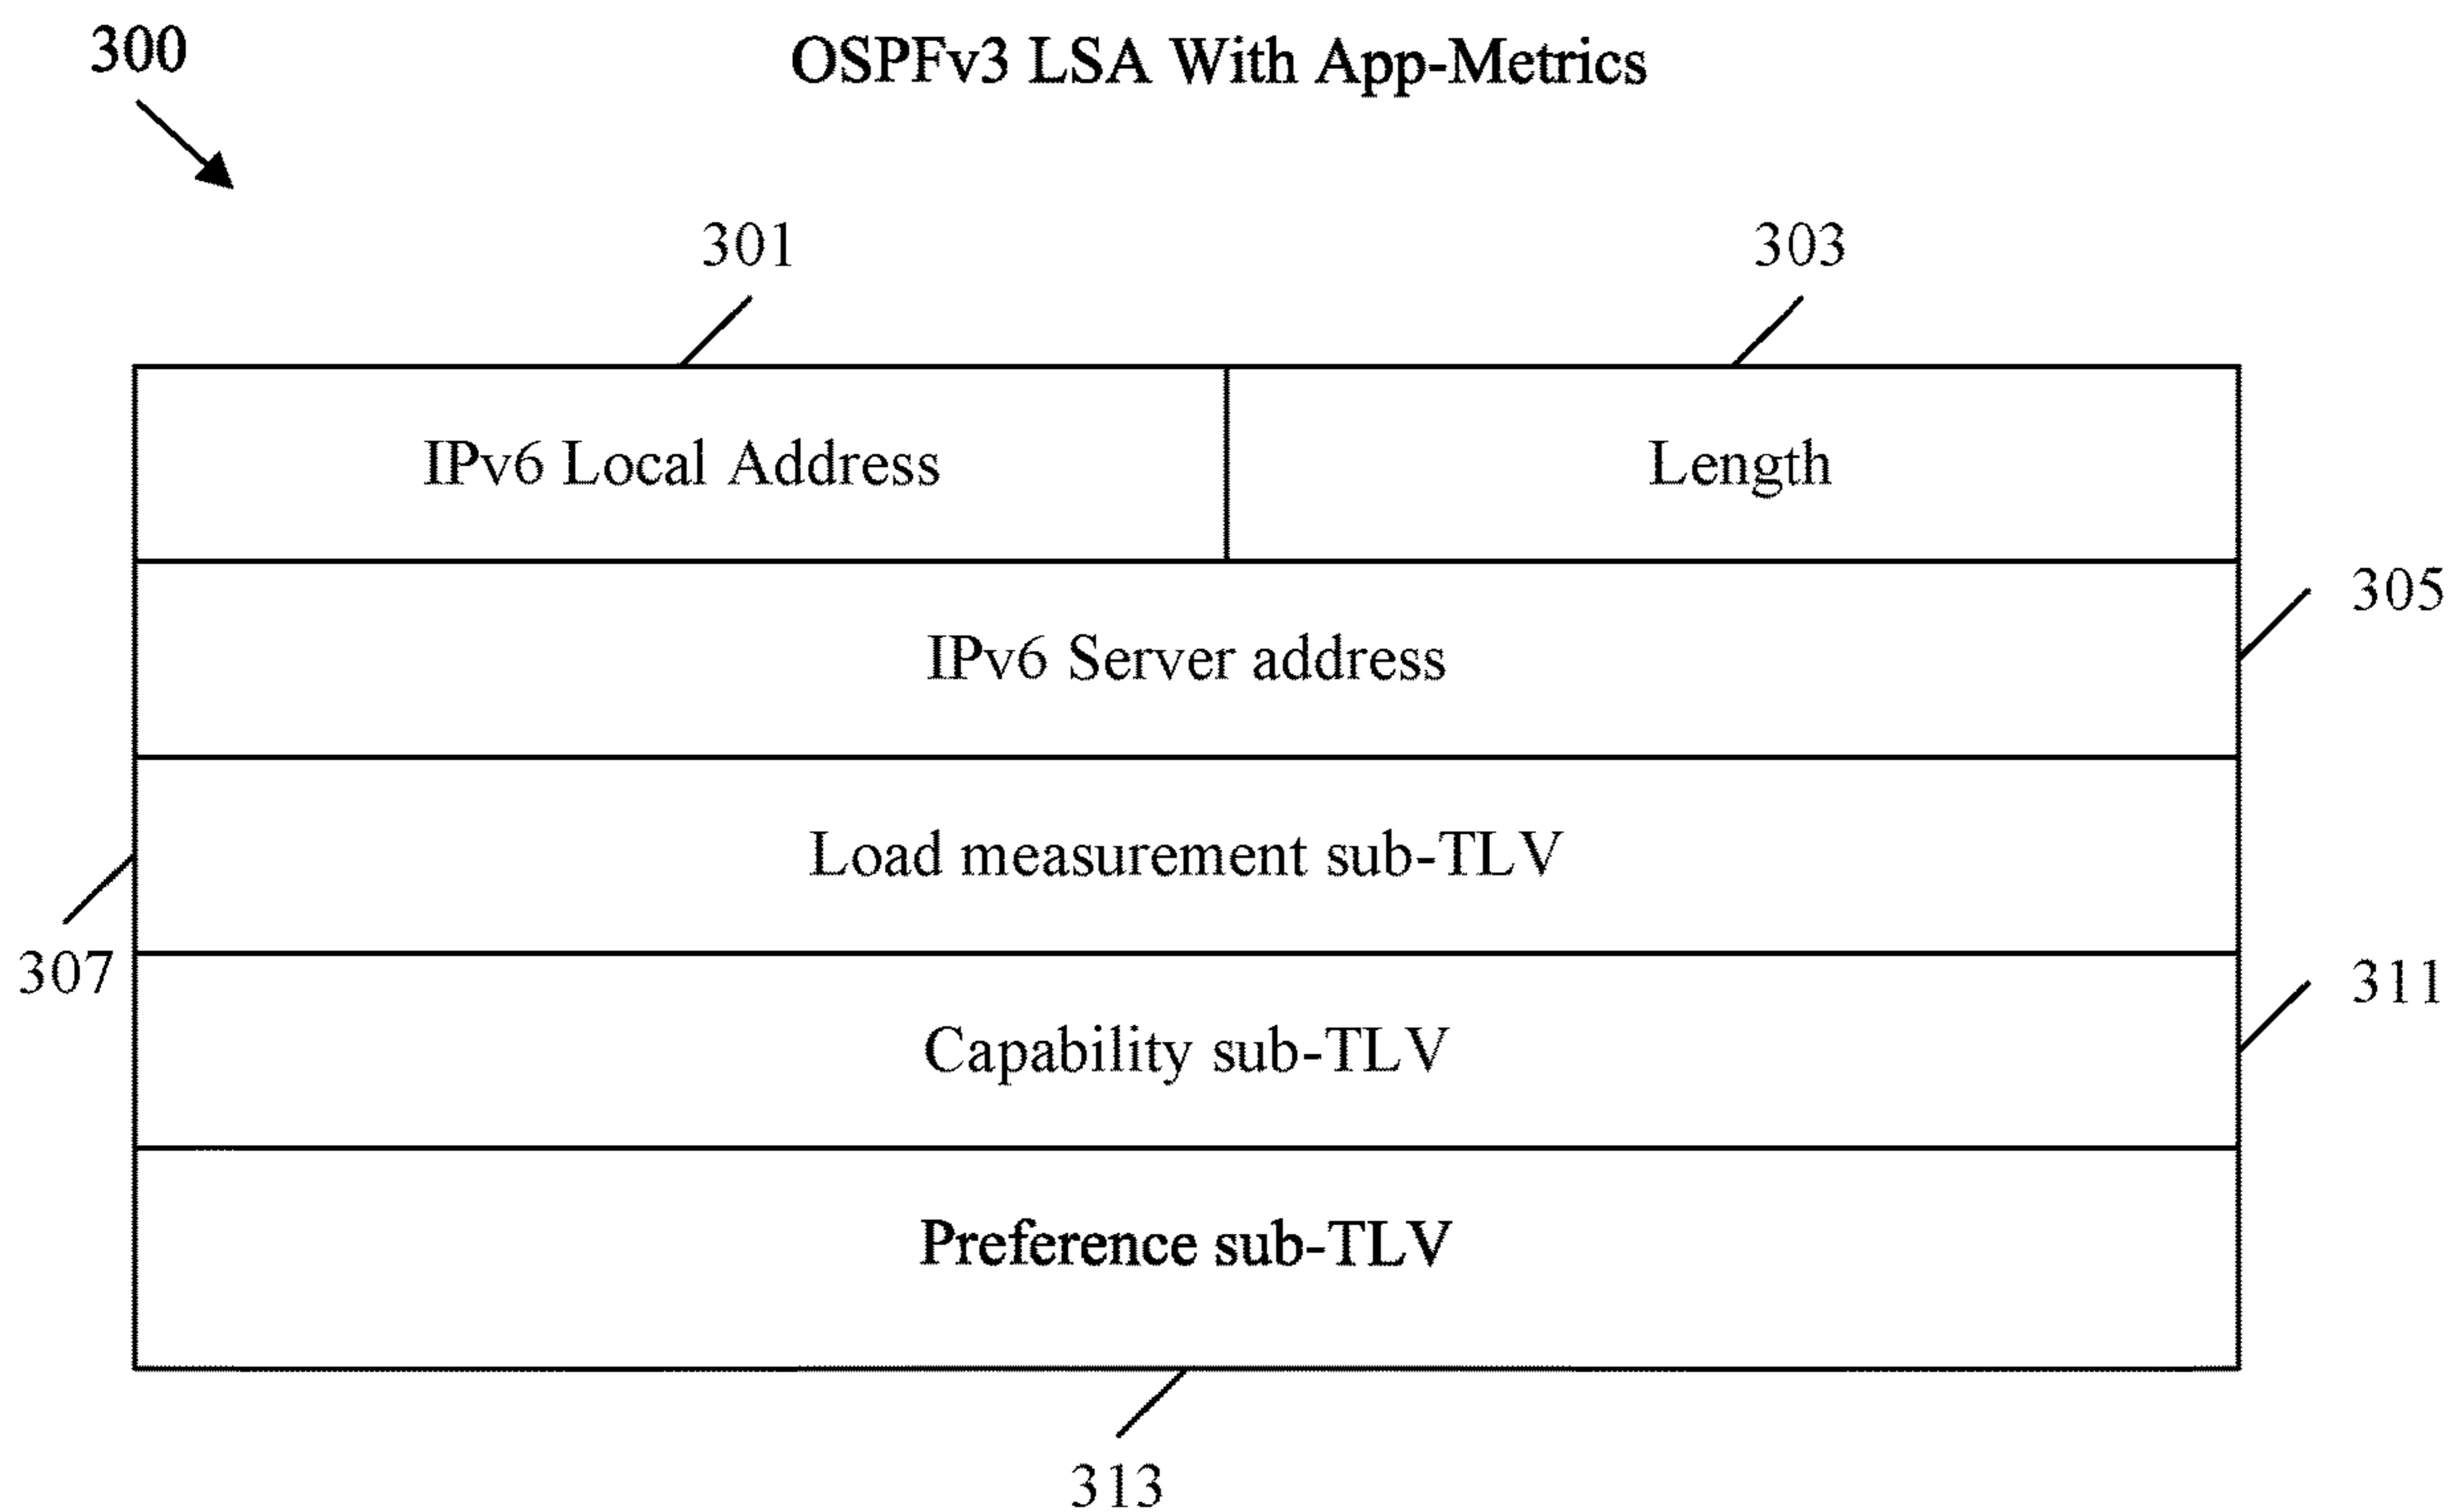 300
OSPFv3 LSA With App-Metrics
301
303
IPv6 Local Address
Length
305
IPv6 Server address
Load measurement sub-TLV
307
311
Capability sub-TLV
Preference sub-TLV
313